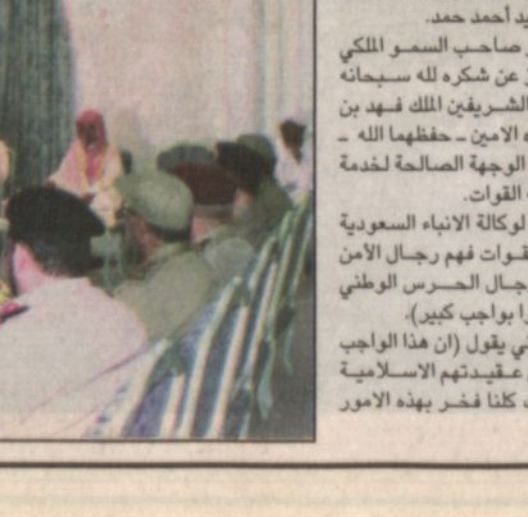 يد أحمد حمد.
صاحب السمو الملكي
عن شكره لله سبحانه
الشريفين الملك فهد بن
الامين ـ حفظهما الله ـ
الوجهة الصالحة لخدمة
القوات.
لوكالة الانباء السعودية
قوات فهم رجال الأمن
جال الحرس الوطني
ا بواجب كبير).
ي يقول (ان هذا الواجب
عقيدتهم الاسلامية
كلنا فخر بهذه الامور